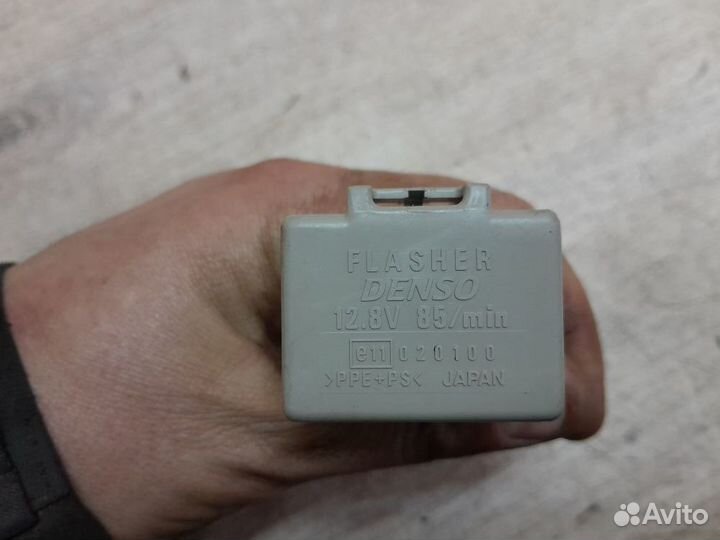 FLASHER
DENSO
12.8V 85/min
e11 020100
>PPE+PS< JAPAN
Avito